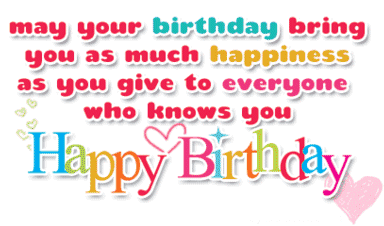 may your birthday bring
you as much happiness
as you give to everyone
who knows you
Happy Birthday